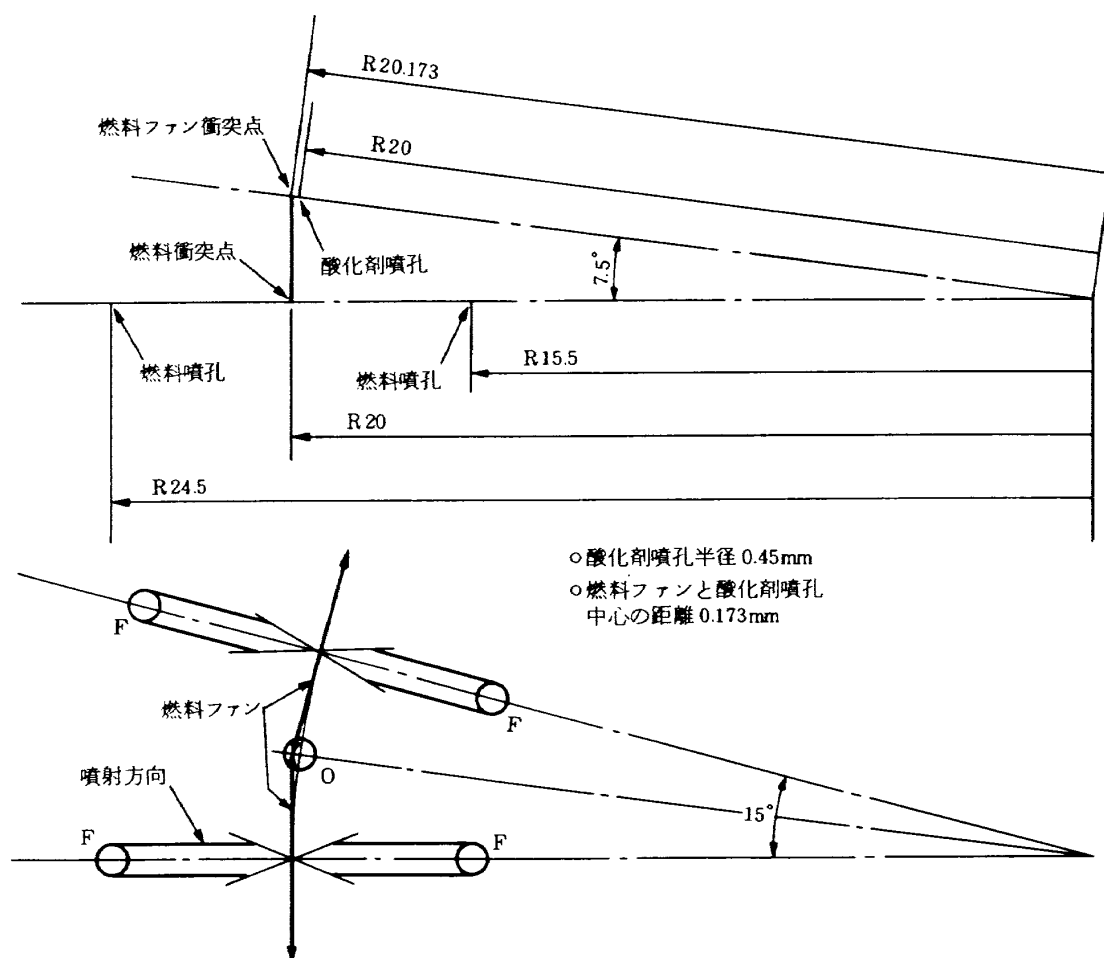 R20.173
燃料ファン衝突点
R20
燃料衝突点
酸化剤噴孔
7.5°
燃料噴孔
燃料噴孔
R15.5
R20
R24.5
○酸化剤噴孔半径0.45mm
○燃料ファンと酸化剤噴孔
中心の距離0.173mm
F
F
燃料ファン
O
噴射方向
15°
F
F